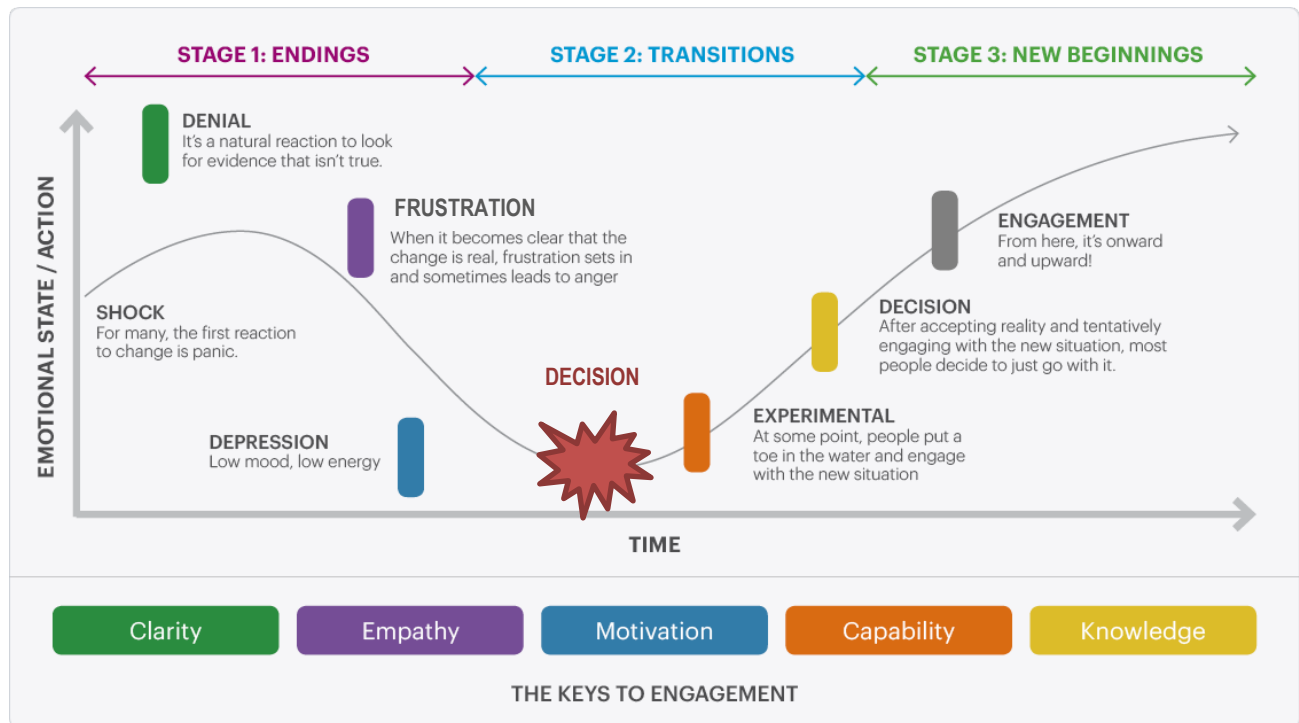 STAGE 1: ENDINGS
STAGE 2: TRANSITIONS
STAGE 3: NEW BEGINNINGS
EMOTIONAL STATE / ACTION
DENIAL
It's a natural reaction to look
for evidence that isn't true.
FRUSTRATION
When it becomes clear that the
change is real, frustration sets in
and sometimes leads to anger
SHOCK
For many, the first reaction
to change is panic.
DEPRESSION
Low mood, low energy
DECISION
EXPERIMENTAL
At some point, people put a
toe in the water and engage
with the new situation
DECISION
After accepting reality and tentatively
engaging with the new situation, most
people decide to just go with it.
ENGAGEMENT
From here, it's onward
and upward!
TIME
Clarity
Empathy
Motivation
Capability
Knowledge
THE KEYS TO ENGAGEMENT